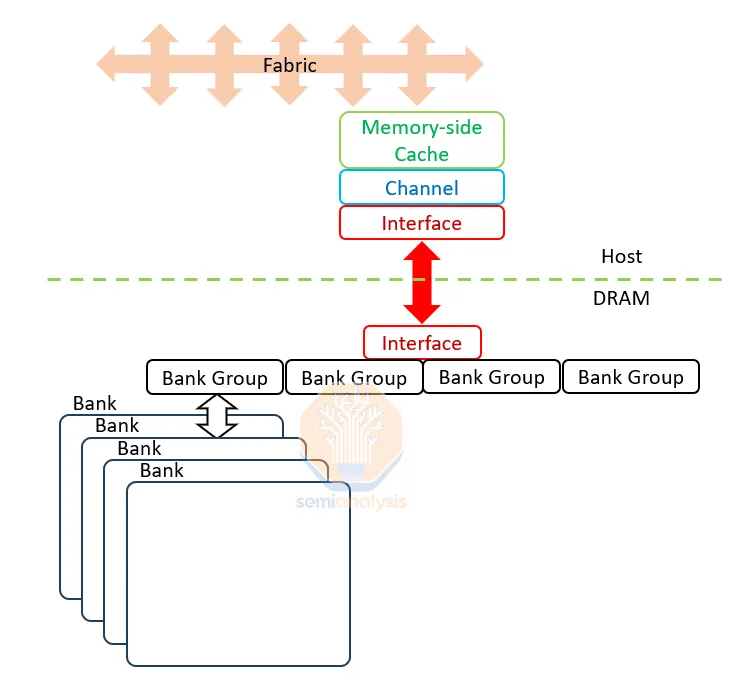 Fabric
Memory-side
Cache
Channel
Interface
Host
DRAM
Interface
Bank Group
Bank Group
Bank Group
Bank Group
Bank
Bank
Bank
Bank
semianalysis